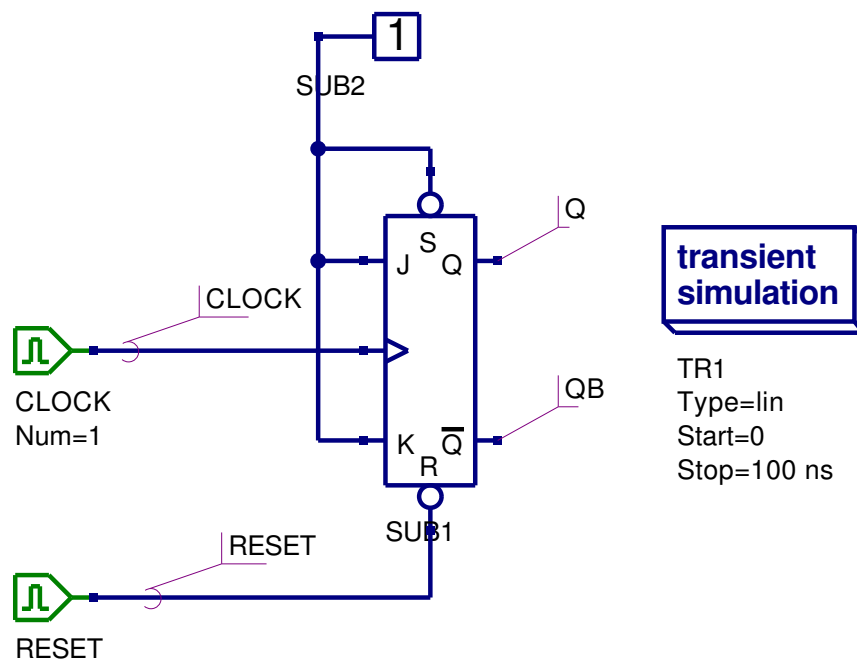 1
SUB2
Q
S
J
Q
transient
simulation
CLOCK
CLOCK
Num=1
TR1
Type=lin
Start=0
Stop=100 ns
QB
K
Q̅
R
SUB1
RESET
RESET